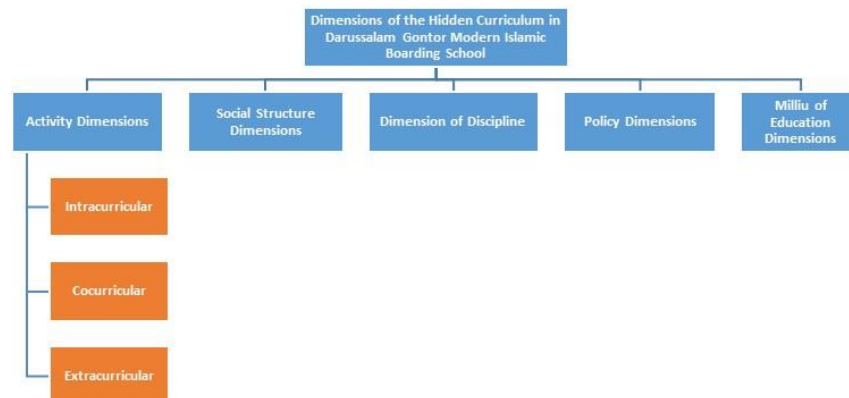 Dimensions of the Hidden Curriculum in
Darussalam Gontor Modern Islamic
Boarding School
Activity Dimensions
Social Structure
Dimensions
Dimension of Discipline
Policy Dimensions
Milliu of
Education
Dimensions
Intracurricular
Cocurricular
Extracurricular